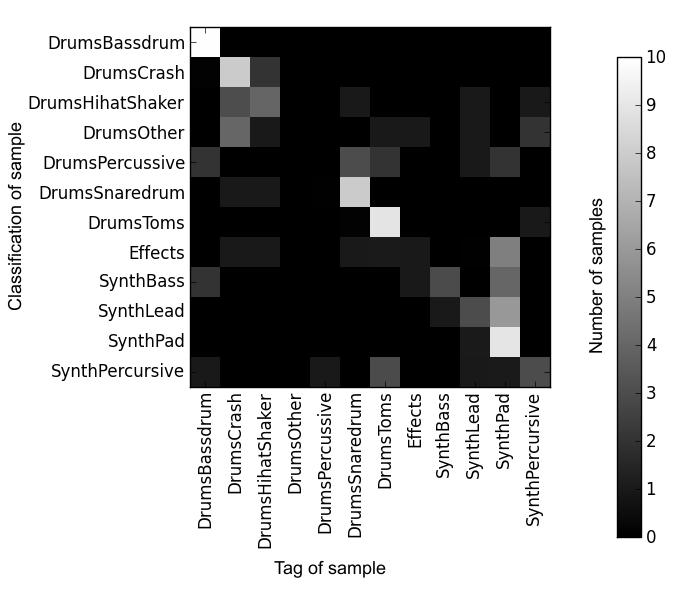 Classification of sample
DrumsBassdrum
DrumsCrash
DrumsHihatShaker
DrumsOther
DrumsPercussive
DrumsSnaredrum
DrumsToms
Effects
SynthBass
SynthLead
SynthPad
SynthPercursive
DrumsBassdrum
DrumsCrash
DrumsHihatShaker
DrumsOther
DrumsPercussive
DrumsSnaredrum
DrumsToms
Effects
SynthBass
SynthLead
SynthPad
SynthPercursive
Tag of sample
Number of samples
10
9
8
7
6
5
4
3
2
1
0